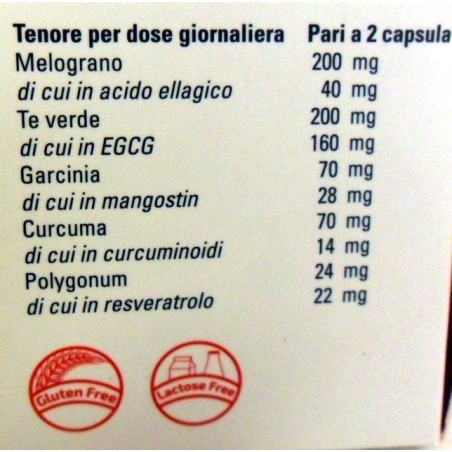 Tenore per dose giornaliera Pari a 2 capsula
Melograno 200 mg
di cui in acido ellagico 40 mg
Te verde 200 mg
di cui in EGCG 160 mg
Garcinia 70 mg
di cui in mangostin 28 mg
Curcuma 70 mg
di cui in curcuminoidi 14 mg
Polygonum 24 mg
di cui in resveratrolo 22 mg
Gluten Free
Lactose Free